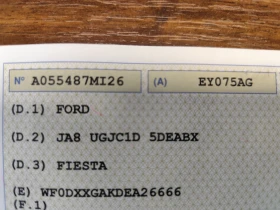 N° A055487MI26 (A) EY075AG
(D.1) FORD
(D.2) JA8 UGJC1D 5DEABX
(D.3) FIESTA
(E) WF0DXXGAKDEA26666
(F.1)